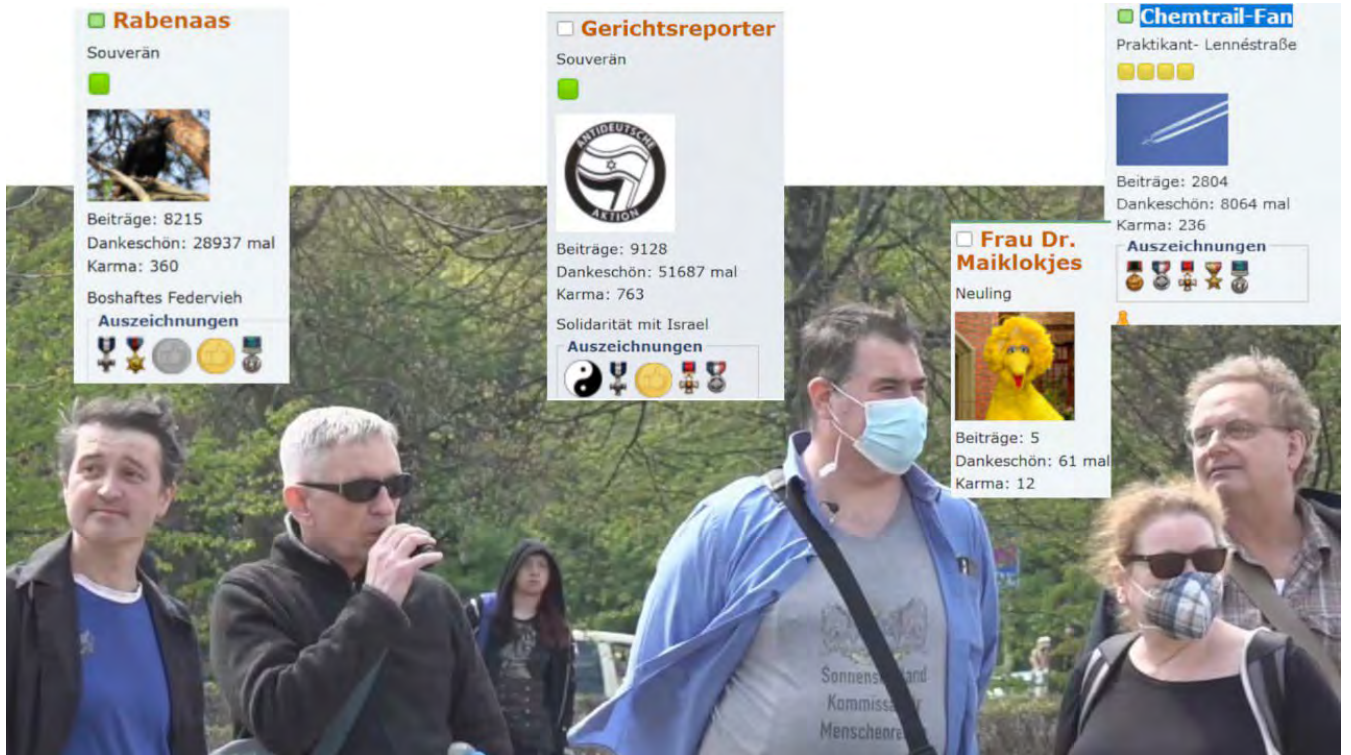 Rabenaas
Souverän
Beiträge: 8215
Dankeschön: 28937 mal
Karma: 360
Boshaftes Federvieh
Auszeichnungen
Gerichtsreporter
Souverän
ANTIDEUTSCHE
AKTION
Beiträge: 9128
Dankeschön: 51687 mal
Karma: 763
Solidarität mit Israel
Auszeichnungen
Frau Dr.
Maiklokjes
Neuling
Beiträge: 5
Dankeschön: 61 mal
Karma: 12
Chemtrail-Fan
Praktikant- Lennéstraße
Beiträge: 2804
Dankeschön: 8064 mal
Karma: 236
Auszeichnungen